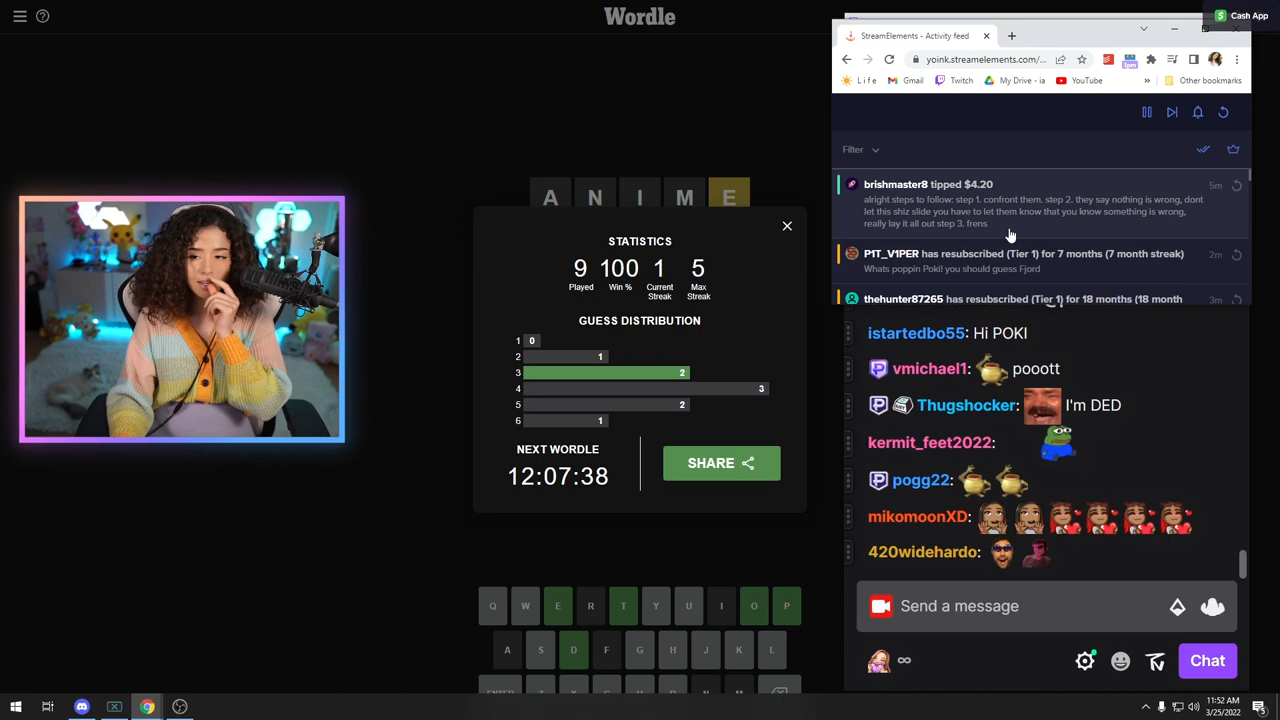 Wordle
Cash App
StreamElements - Activity feed
yoink.streamelements.com/...
1pm
L i f e
Gmail
Twitch
My Drive - ia
YouTube
»
Other bookmarks
Filter
brishmaster8 tipped $4.20
5m
alright steps to follow: step 1. confront them. step 2. they say nothing is wrong, dont
let this shiz slide you have to let them know that you know something is wrong,
really lay it all out step 3. frens
P1T_V1PER has resubscribed (Tier 1) for 7 months (7 month streak)
2m
Whats poppin Poki! you should guess Fjord
thehunter87265 has resubscribed (Tier 1) for 18 months (18 month
3m
A N I M E
STATISTICS
9 100 1 5
Played Win % Current Streak Max Streak
GUESS DISTRIBUTION
1 0
2 1
3 2
4 3
5 2
6 1
NEXT WORDLE
12:07:38
SHARE
Q W E R T Y U I O P
A S D F G H J K L
ENTER
istartedbo55: Hi POKI
vmichael1: pooott
Thugshocker: I'm DED
kermit_feet2022:
pogg22:
mikomoonXD:
420widehardo:
Send a message
∞
Chat
11:52 AM
3/25/2022
5